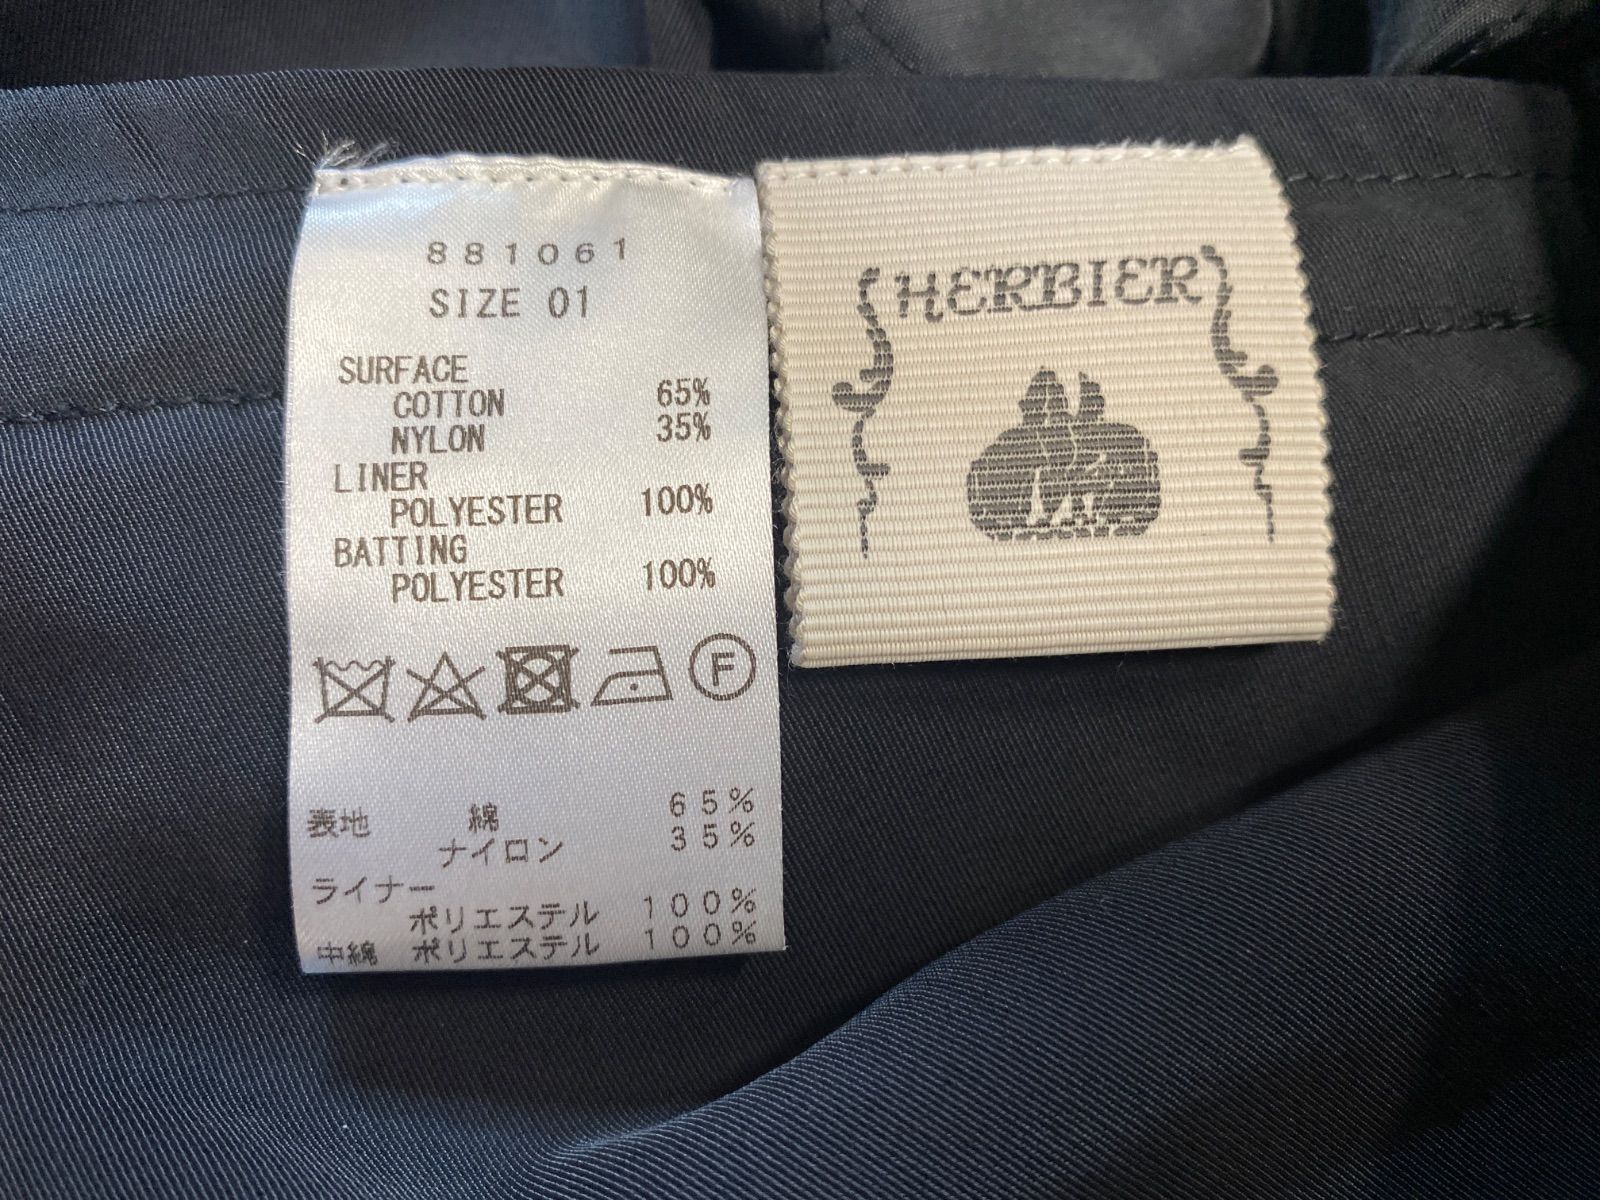 881061
SIZE 01
SURFACE
COTTON 65%
NYLON 35%
LINER
POLYESTER 100%
BATTING
POLYESTER 100%
F
表地 綿 65%
ナイロン 35%
ライナー
ポリエステル 100%
中綿 ポリエステル 100%
HERBIER